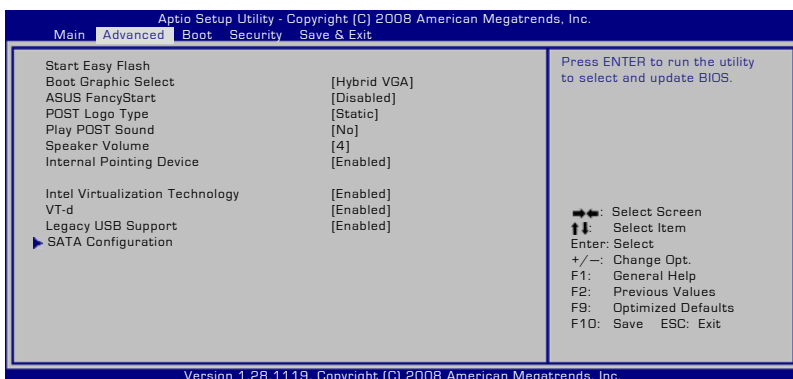 Aptio Setup Utility - Copyright (C) 2008 American Megatrends, Inc.
Main Advanced Boot Security Save & Exit
Start Easy Flash
Boot Graphic Select [Hybrid VGA]
ASUS FancyStart [Disabled]
POST Logo Type [Static]
Play POST Sound [No]
Speaker Volume [4]
Internal Pointing Device [Enabled]
Intel Virtualization Technology [Enabled]
VT-d [Enabled]
Legacy USB Support [Enabled]
SATA Configuration
Press ENTER to run the utility
to select and update BIOS.
→←: Select Screen
↑↓: Select Item
Enter: Select
+/—: Change Opt.
F1: General Help
F2: Previous Values
F9: Optimized Defaults
F10: Save ESC: Exit
Version 1.28.1119. Copyright (C) 2008 American Megatrends, Inc.